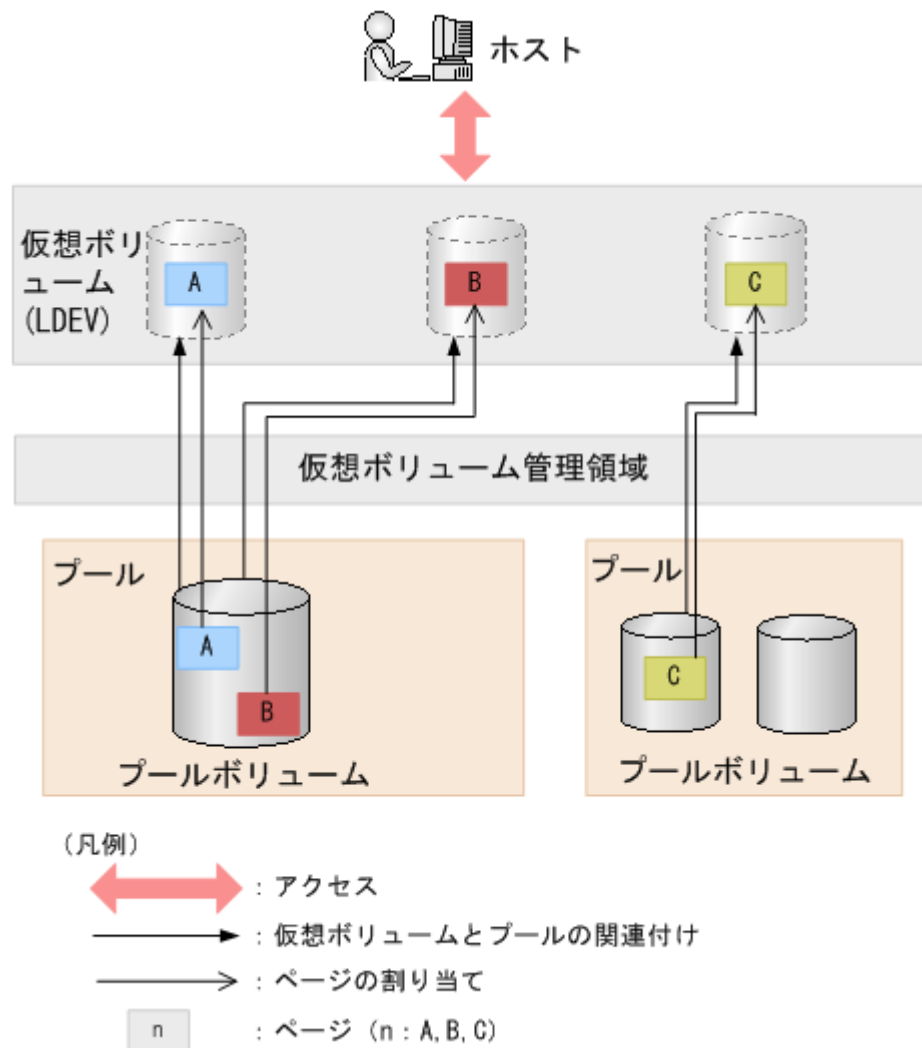 ホスト
仮想ボリ
ューム
(LDEV)
A
B
C
仮想ボリューム管理領域
プール
プール
A
B
C
プールボリューム
プールボリューム
(凡例)
：アクセス
：仮想ボリュームとプールの関連付け
：ページの割り当て
n
：ページ (n：A,B,C)